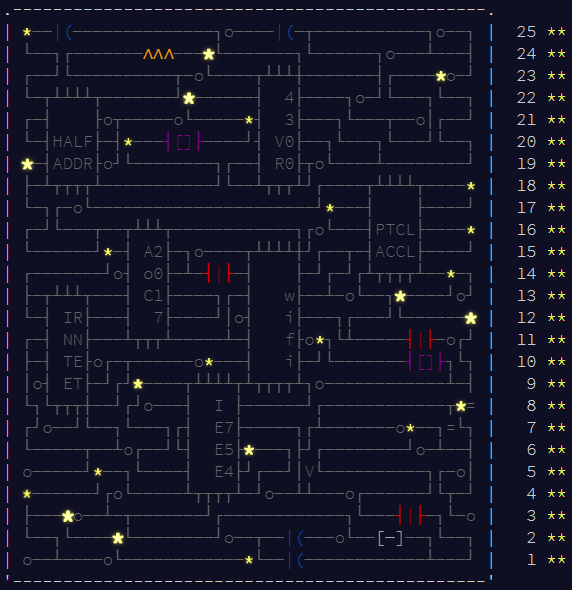 25 **
24 **
23 **
4 22 **
3 21 **
HALF V0 20 **
ADDR R0 19 **
18 **
17 **
PTCL 16 **
A2 ACCL 15 **
o0 14 **
C1 w 13 **
IR 7 i 12 **
NN f 11 **
TE i 10 **
ET 9 **
I 8 **
E7 7 **
E5 6 **
E4 V 5 **
4 **
3 **
2 **
1 **